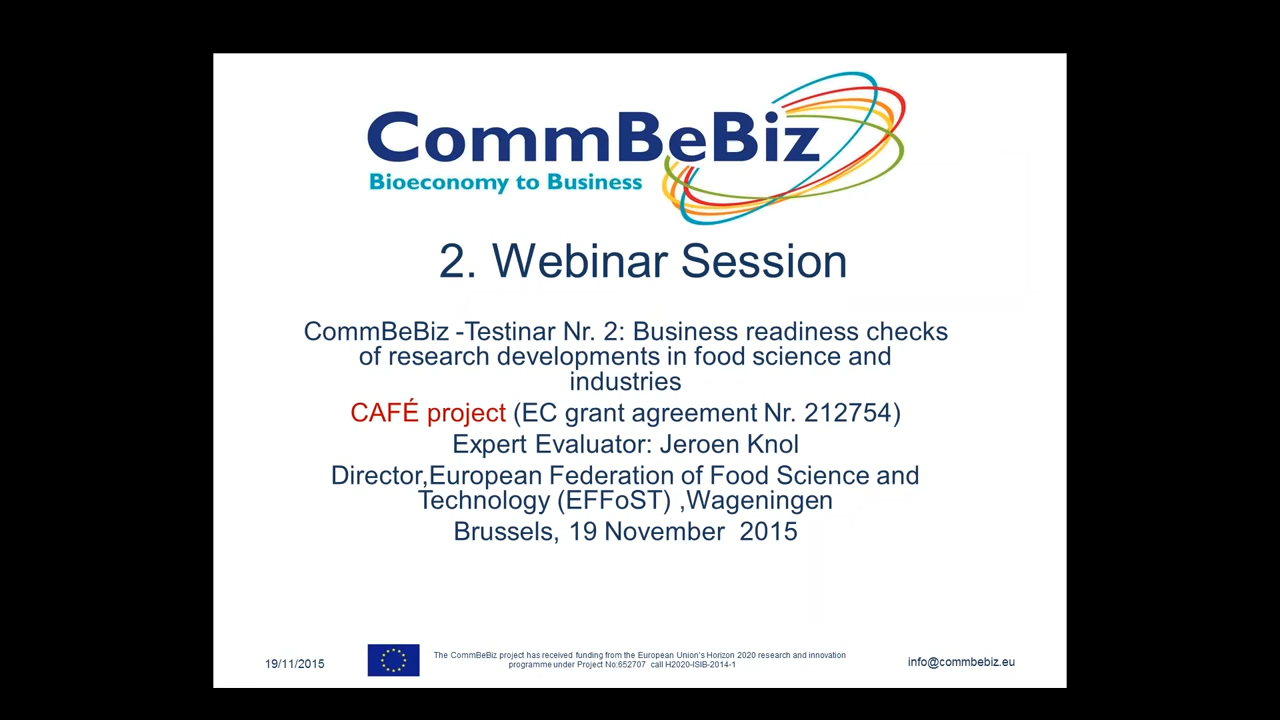 CommBeBiz
Bioeconomy to Business
2. Webinar Session
CommBeBiz -Testinar Nr. 2: Business readiness checks
of research developments in food science and
industries
CAFÉ project (EC grant agreement Nr. 212754)
Expert Evaluator: Jeroen Knol
Director,European Federation of Food Science and
Technology (EFFoST) ,Wageningen
Brussels, 19 November 2015
19/11/2015
The CommBeBiz project has received funding from the European Union's Horizon 2020 research and innovation
programme under Project No:652707 call H2020-ISIB-2014-1
info@commbebiz.eu